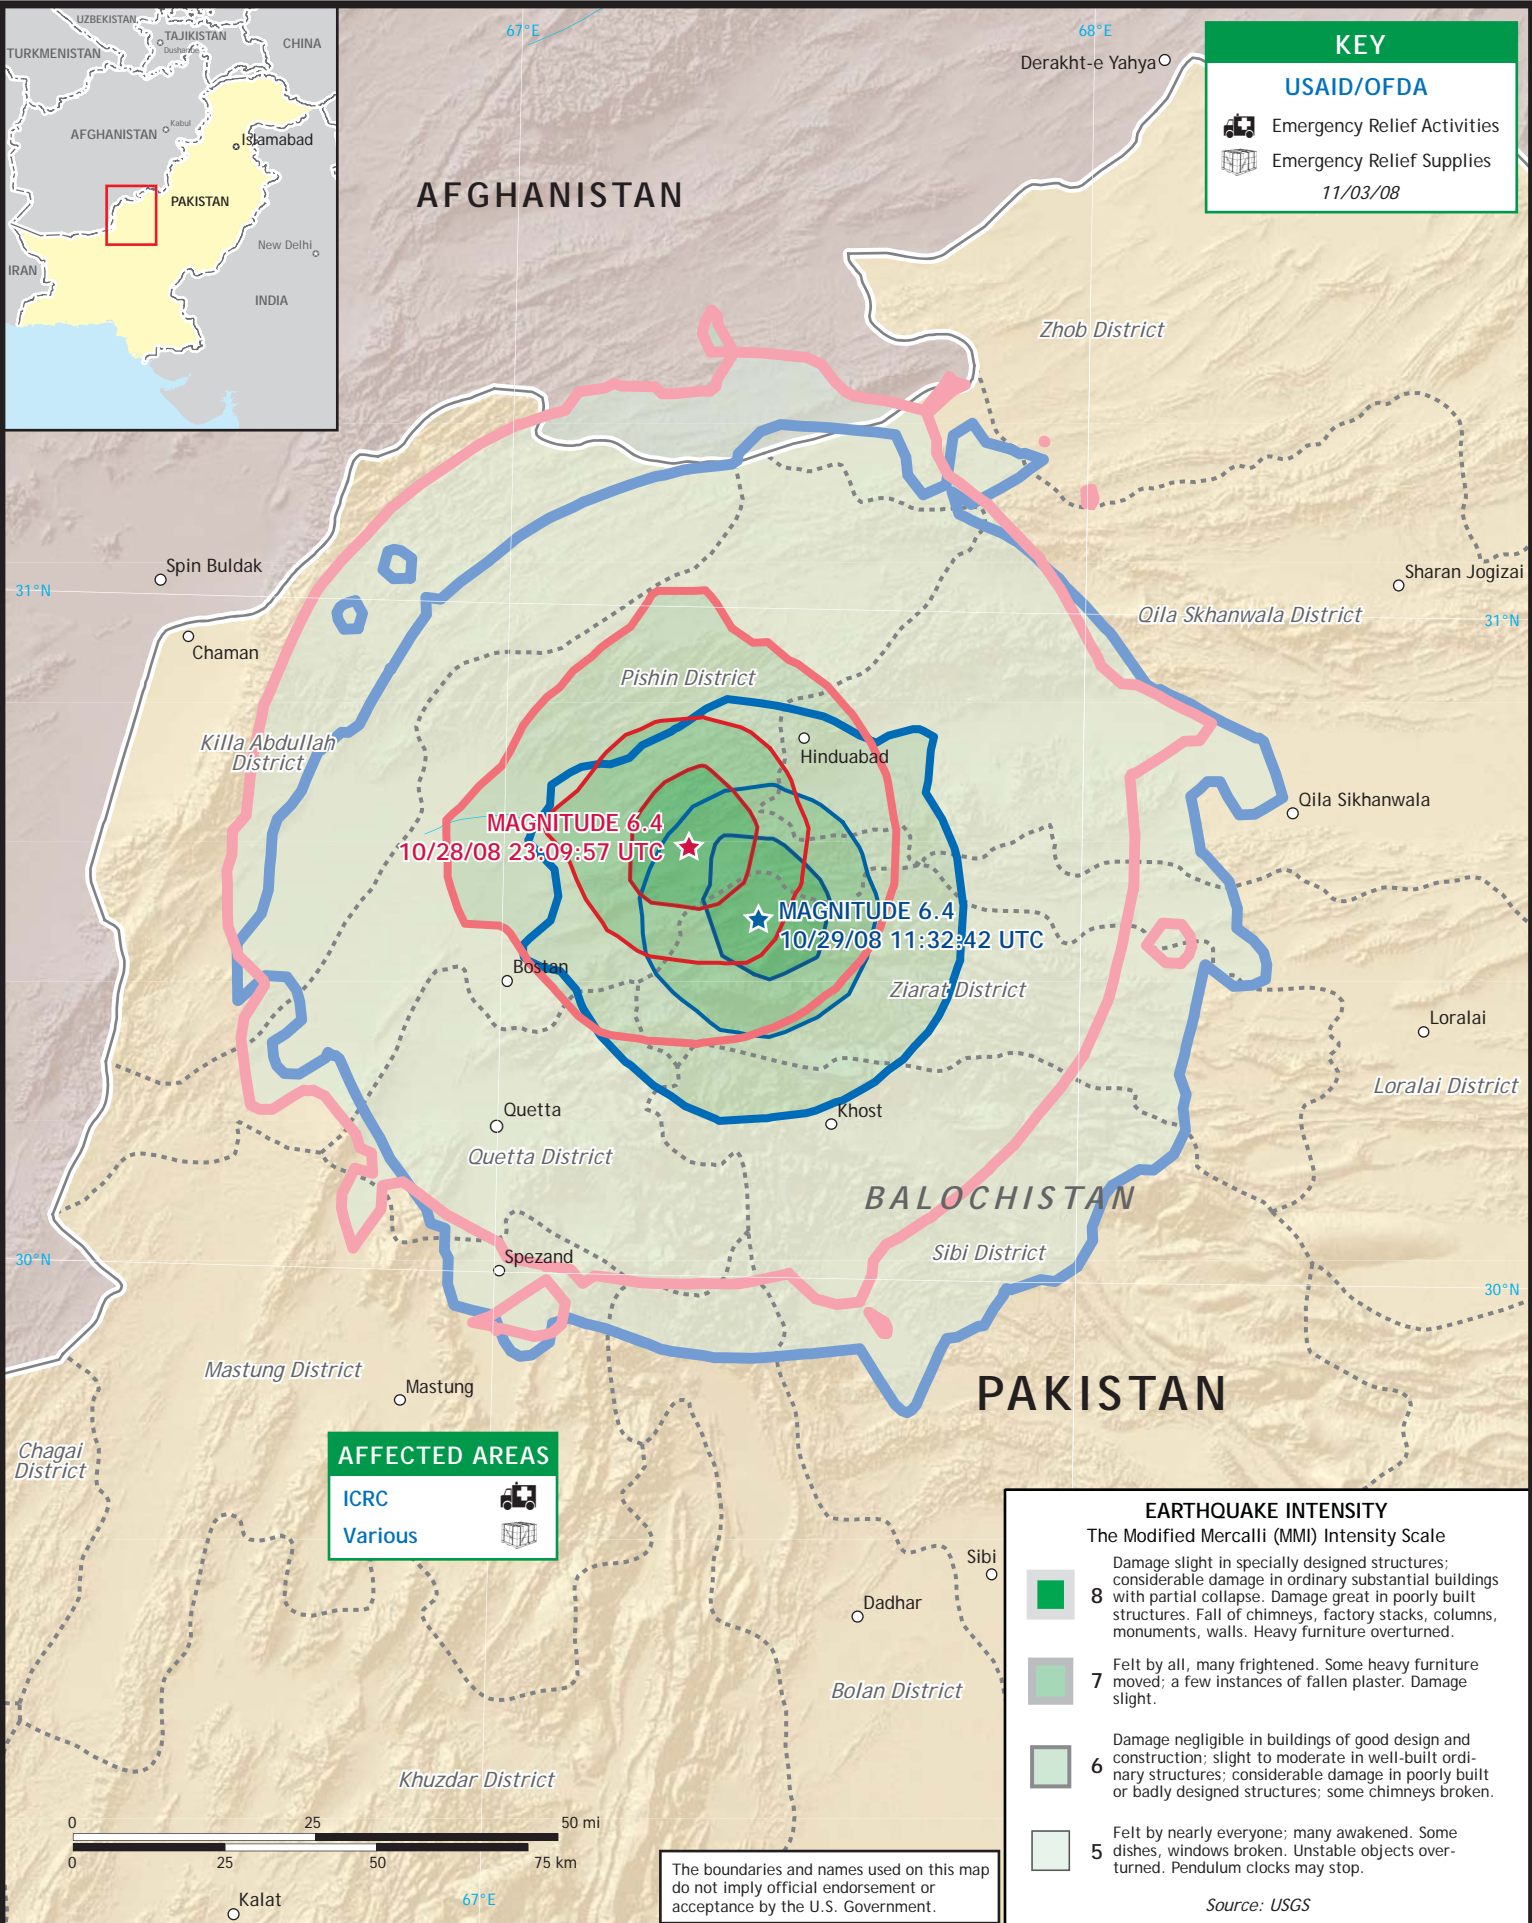 UZBEKISTAN
TAJIKISTAN
Dushanbe
TURKMENISTAN
CHINA
AFGHANISTAN
Kabul
Islamabad
PAKISTAN
New Delhi
IRAN
INDIA
67°E
68°E
Derakht-e Yahya
KEY
USAID/OFDA
Emergency Relief Activities
Emergency Relief Supplies
11/03/08
AFGHANISTAN
Zhob District
Spin Buldak
31°N
Sharan Jogizai
Qila Skhanwala District
31°N
Chaman
Pishin District
Killa Abdullah
District
Hinduabad
Qila Sikhanwala
MAGNITUDE 6.4
10/28/08 23:09:57 UTC
MAGNITUDE 6.4
10/29/08 11:32:42 UTC
Bostan
Ziarat District
Loralai
Loralai District
Quetta
Khost
Quetta District
BALOCHISTAN
Sibi District
Spezand
30°N
30°N
Mastung District
Mastung
PAKISTAN
Chagai
District
AFFECTED AREAS
ICRC
Various
Sibi
Dadhar
Bolan District
Khuzdar District
0 25 50 mi
0 25 50 75 km
Kalat
67°E
The boundaries and names used on this map
do not imply official endorsement or
acceptance by the U.S. Government.
EARTHQUAKE INTENSITY
The Modified Mercalli (MMI) Intensity Scale
8
Damage slight in specially designed structures;
considerable damage in ordinary substantial buildings
with partial collapse. Damage great in poorly built
structures. Fall of chimneys, factory stacks, columns,
monuments, walls. Heavy furniture overturned.
7
Felt by all, many frightened. Some heavy furniture
moved; a few instances of fallen plaster. Damage
slight.
6
Damage negligible in buildings of good design and
construction; slight to moderate in well-built ordi-
nary structures; considerable damage in poorly built
or badly designed structures; some chimneys broken.
5
Felt by nearly everyone; many awakened. Some
dishes, windows broken. Unstable objects over-
turned. Pendulum clocks may stop.
Source: USGS